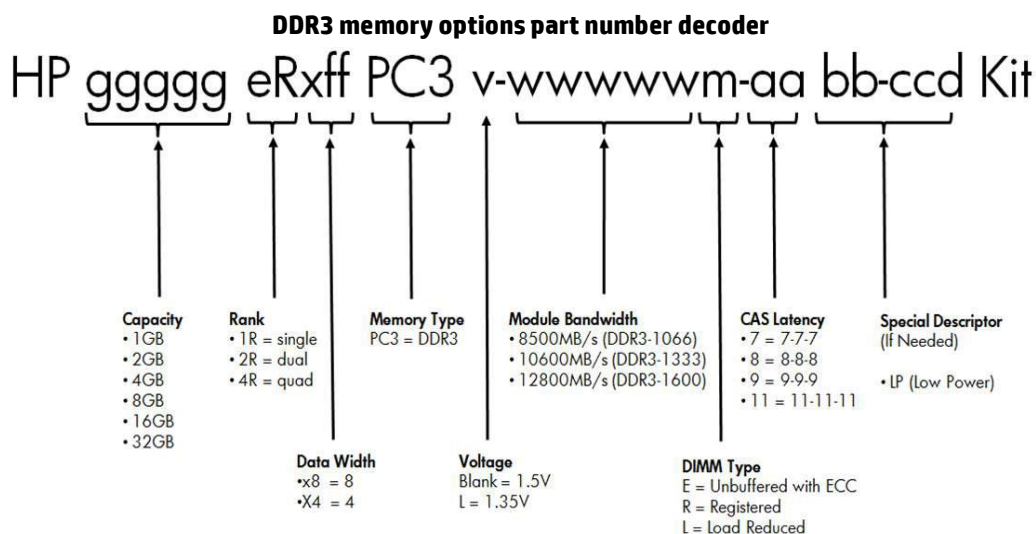 DDR3 memory options part number decoder
HP ggggg eRxff PC3 v-wwwwwm-aa bb-ccd Kit
Capacity
• 1GB
• 2GB
• 4GB
• 8GB
• 16GB
• 32GB
Rank
• 1R = single
• 2R = dual
• 4R = quad
Memory Type
PC3 = DDR3
Module Bandwidth
• 8500MB/s (DDR3-1066)
• 10600MB/s (DDR3-1333)
• 12800MB/s (DDR3-1600)
CAS Latency
• 7 = 7-7-7
• 8 = 8-8-8
• 9 = 9-9-9
• 11 = 11-11-11
Special Descriptor
(If Needed)
• LP (Low Power)
Data Width
•x8 = 8
•X4 = 4
Voltage
Blank = 1.5V
L = 1.35V
DIMM Type
E = Unbuffered with ECC
R = Registered
L = Load Reduced